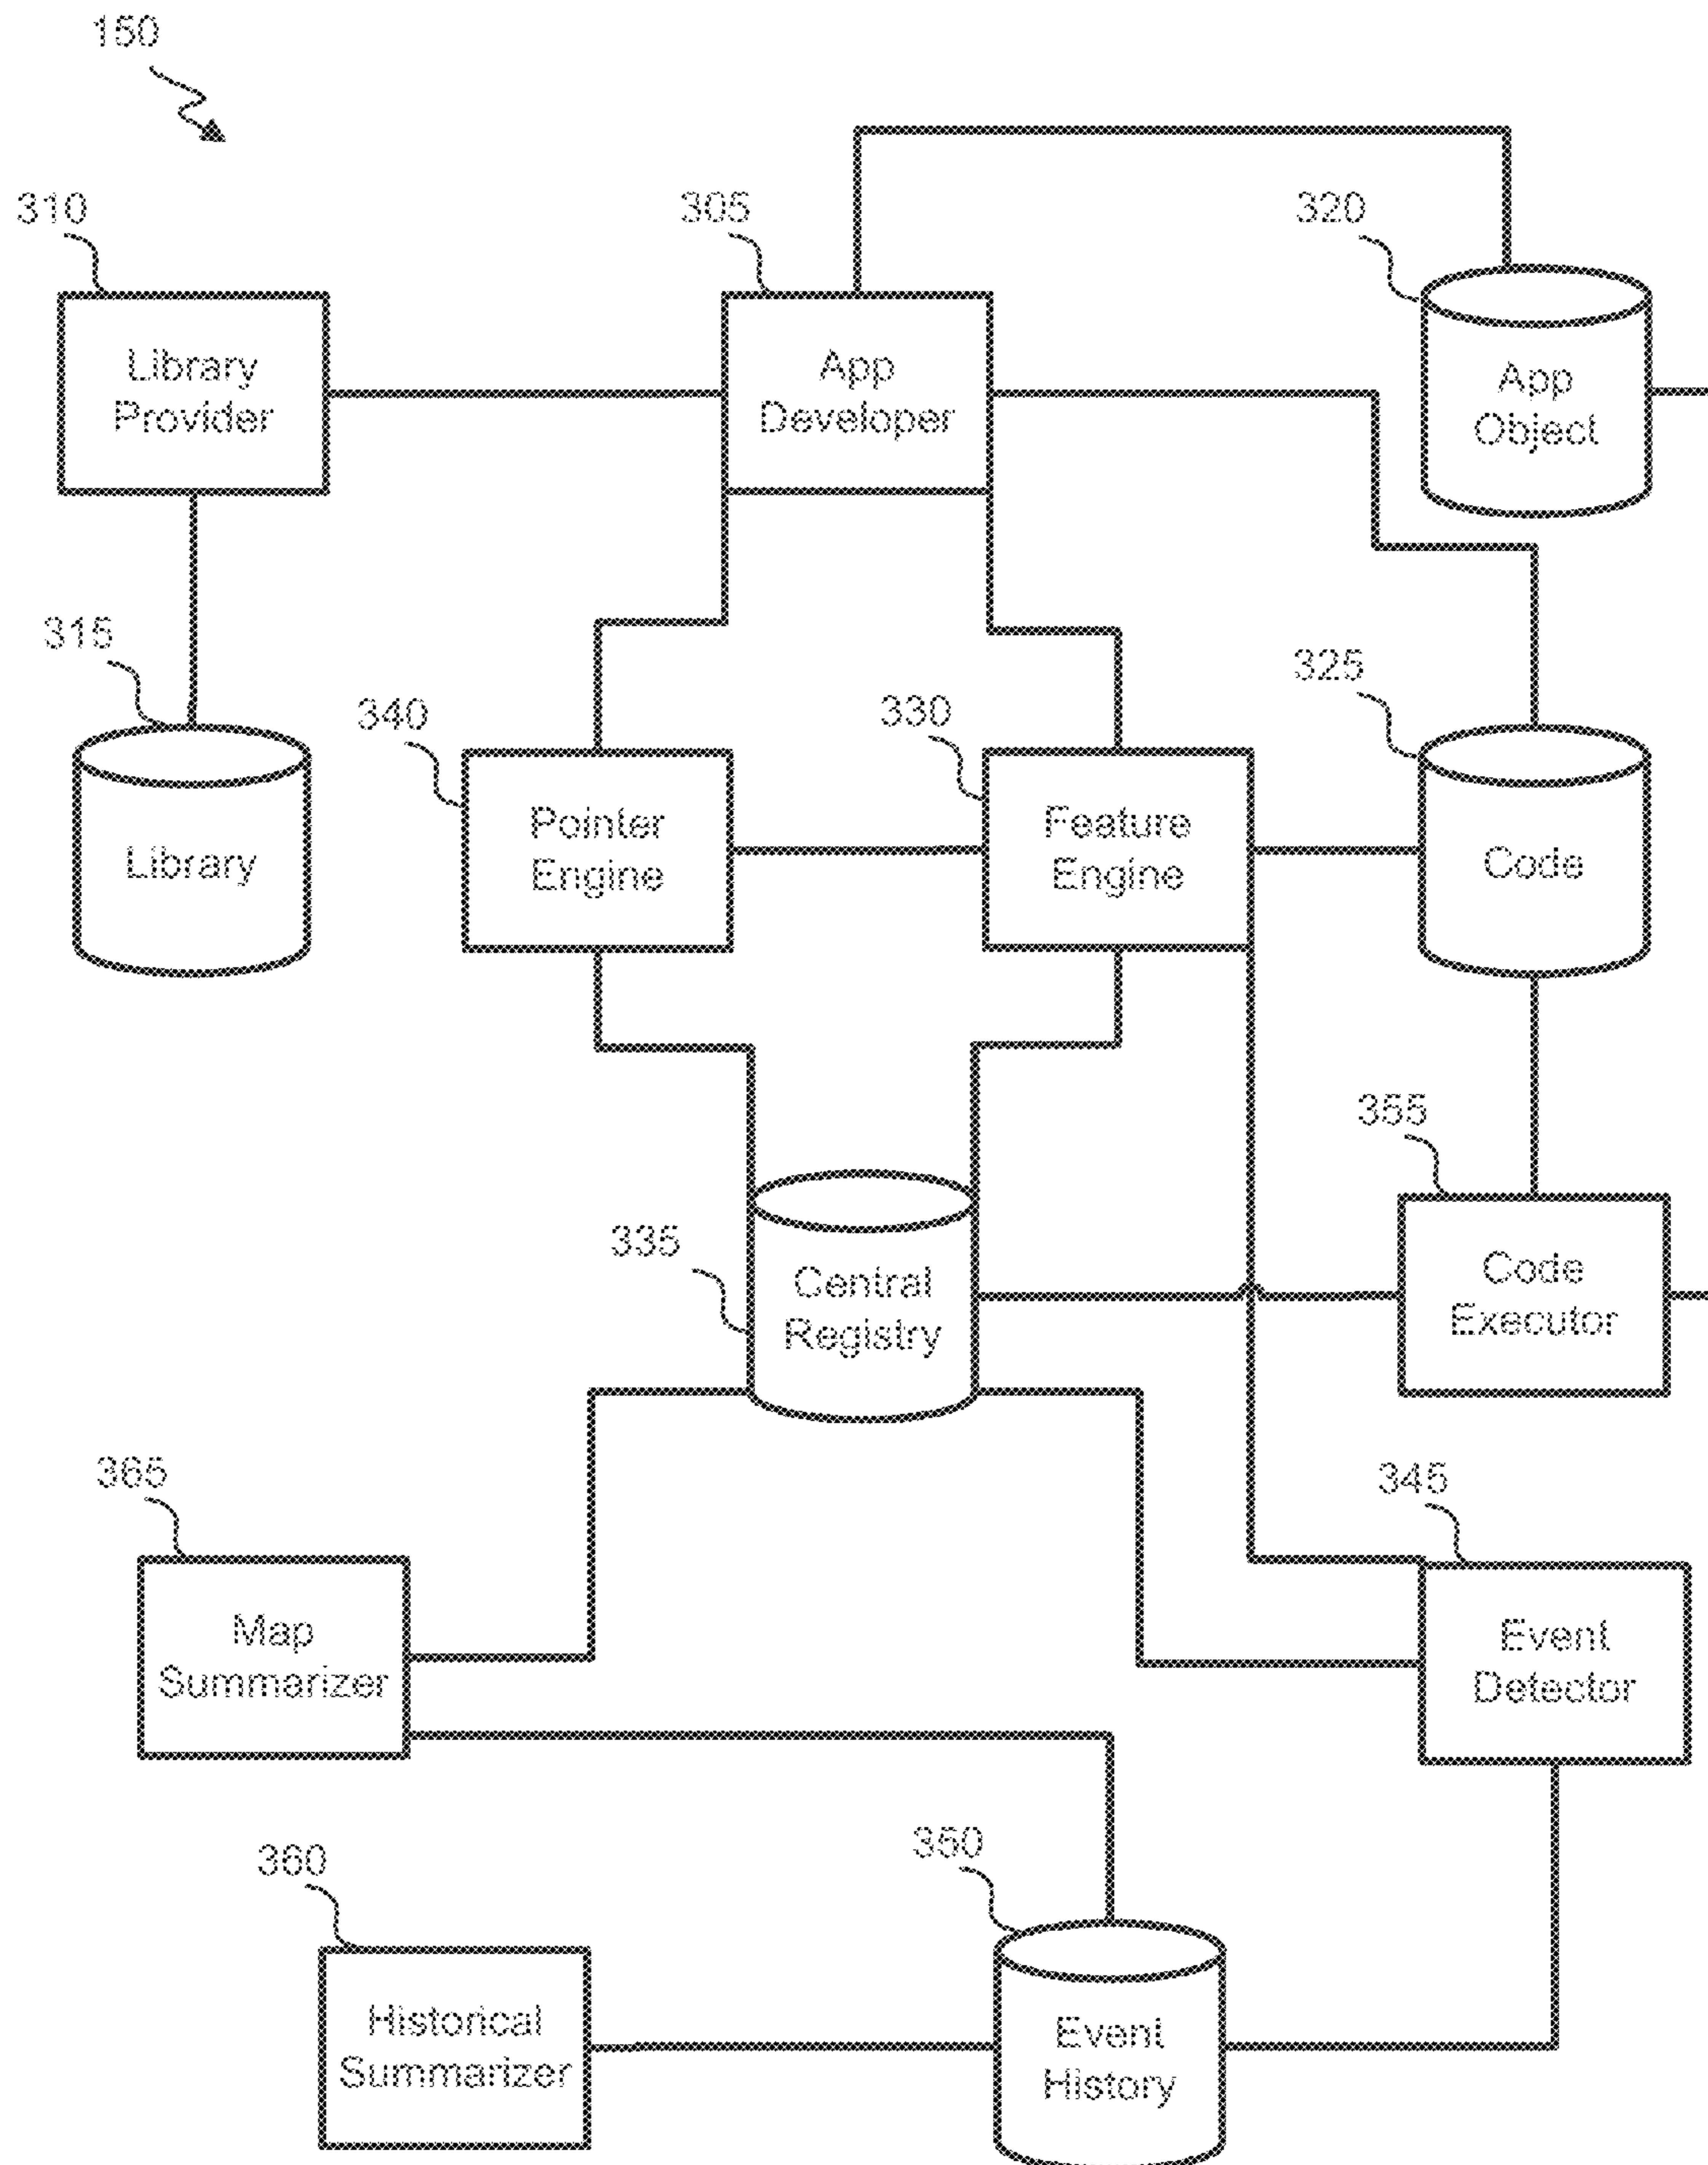 150
310
305
320
Library
Provider
App
Developer
App
Object
315
340
330
325
Library
Pointer
Engine
Feature
Engine
Code
355
335
Central
Registry
Code
Executor
365
345
Map
Summarizer
Event
Detector
360
350
Historical
Summarizer
Event
History